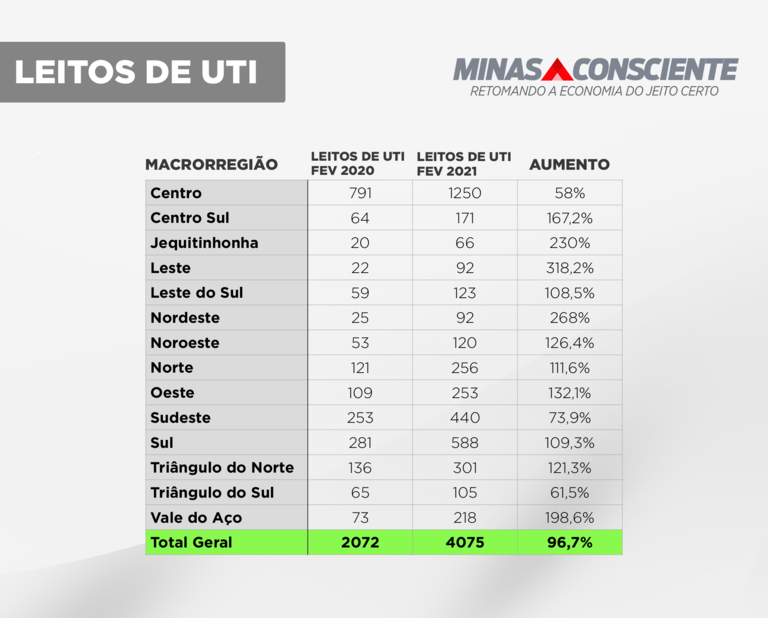 LEITOS DE UTI
MINAS CONSCIENTE
RETOMANDO A ECONOMIA DO JEITO CERTO
MACRORREGIÃO LEITOS DE UTI FEV 2020 LEITOS DE UTI FEV 2021 AUMENTO
Centro 791 1250 58%
Centro Sul 64 171 167,2%
Jequitinhonha 20 66 230%
Leste 22 92 318,2%
Leste do Sul 59 123 108,5%
Nordeste 25 92 268%
Noroeste 53 120 126,4%
Norte 121 256 111,6%
Oeste 109 253 132,1%
Sudeste 253 440 73,9%
Sul 281 588 109,3%
Triângulo do Norte 136 301 121,3%
Triângulo do Sul 65 105 61,5%
Vale do Aço 73 218 198,6%
Total Geral 2072 4075 96,7%